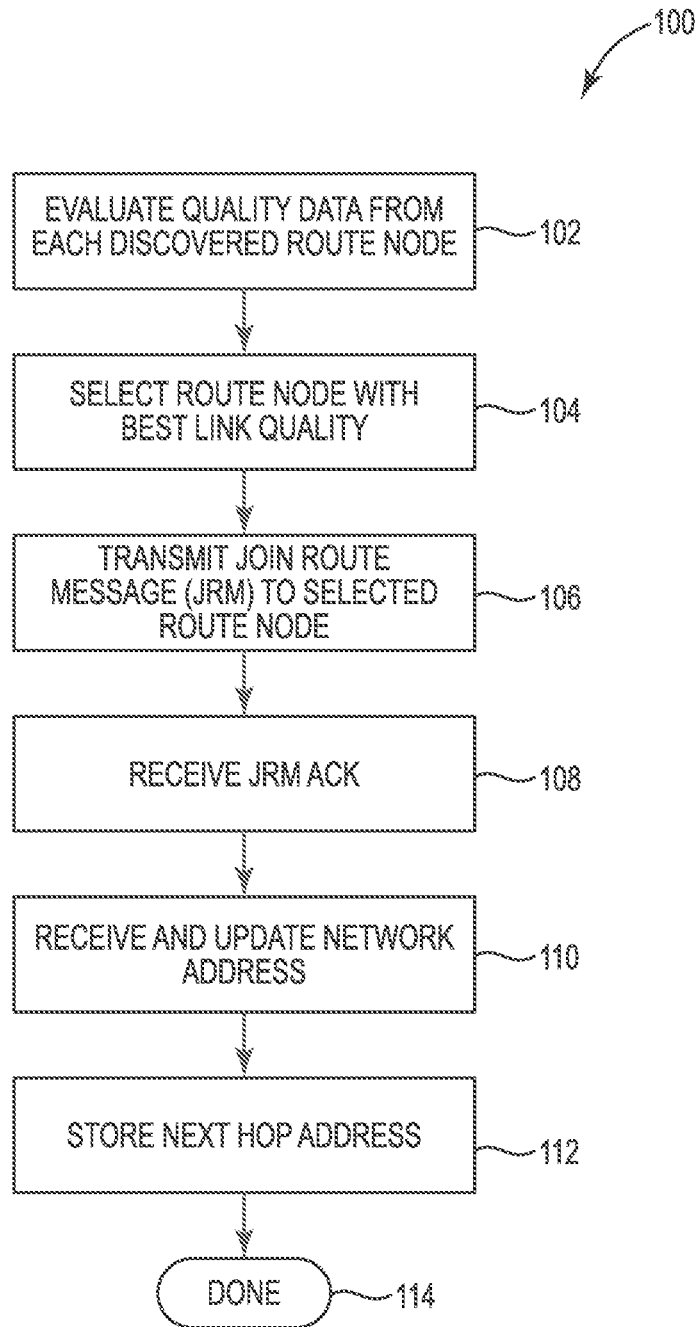 100
EVALUATE QUALITY DATA FROM
EACH DISCOVERED ROUTE NODE
102
SELECT ROUTE NODE WITH
BEST LINK QUALITY
104
TRANSMIT JOIN ROUTE
MESSAGE (JRM) TO SELECTED
ROUTE NODE
106
RECEIVE JRM ACK
108
RECEIVE AND UPDATE NETWORK
ADDRESS
110
STORE NEXT HOP ADDRESS
112
DONE
114